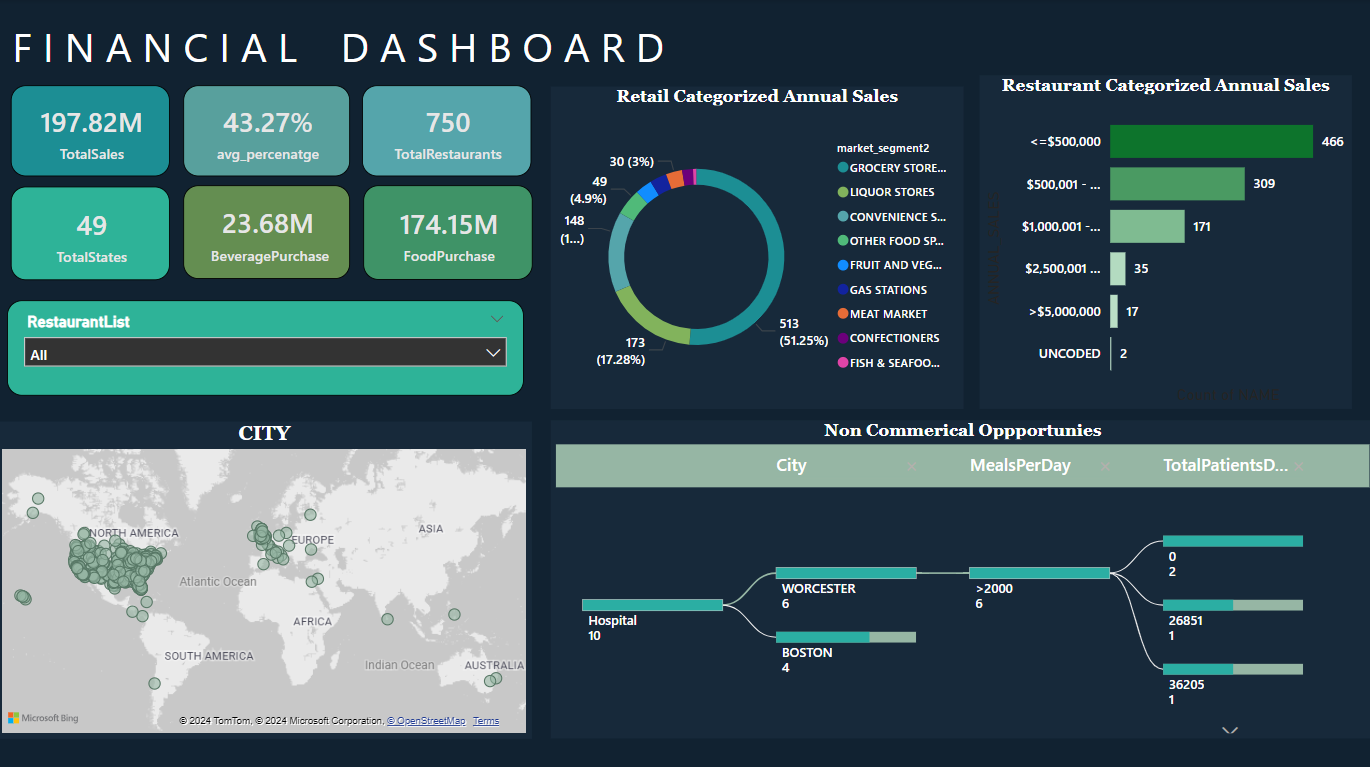 FINANCIAL DASHBOARD
197.82M
TotalSales
43.27%
avg_percenatge
750
TotalRestaurants
49
TotalStates
23.68M
BeveragePurchase
174.15M
FoodPurchase
RestaurantList
All
Retail Categorized Annual Sales
30 (3%)
49
(4.9%)
148
(1...)
173
(17.28%)
513
(51.25%)
market_segment2
GROCERY STORE...
LIQUOR STORES
CONVENIENCE S...
OTHER FOOD SP...
FRUIT AND VEG...
GAS STATIONS
MEAT MARKET
CONFECTIONERS
FISH & SEAFOO...
Restaurant Categorized Annual Sales
<=$500,000
466
$500,001 - ...
309
$1,000,001 -...
171
$2,500,001 ...
35
>$5,000,000
17
UNCODED
2
CITY
NORTH AMERICA
EUROPE
ASIA
Atlantic Ocean
AFRICA
SOUTH AMERICA
Indian Ocean
AUSTRALIA
Microsoft Bing
© 2024 TomTom, © 2024 Microsoft Corporation, © OpenStreetMap Terms
Non Commerical Oppportunies
City
MealsPerDay
TotalPatientsD...
Hospital
10
WORCESTER
6
BOSTON
4
>2000
6
0
2
26851
1
36205
1